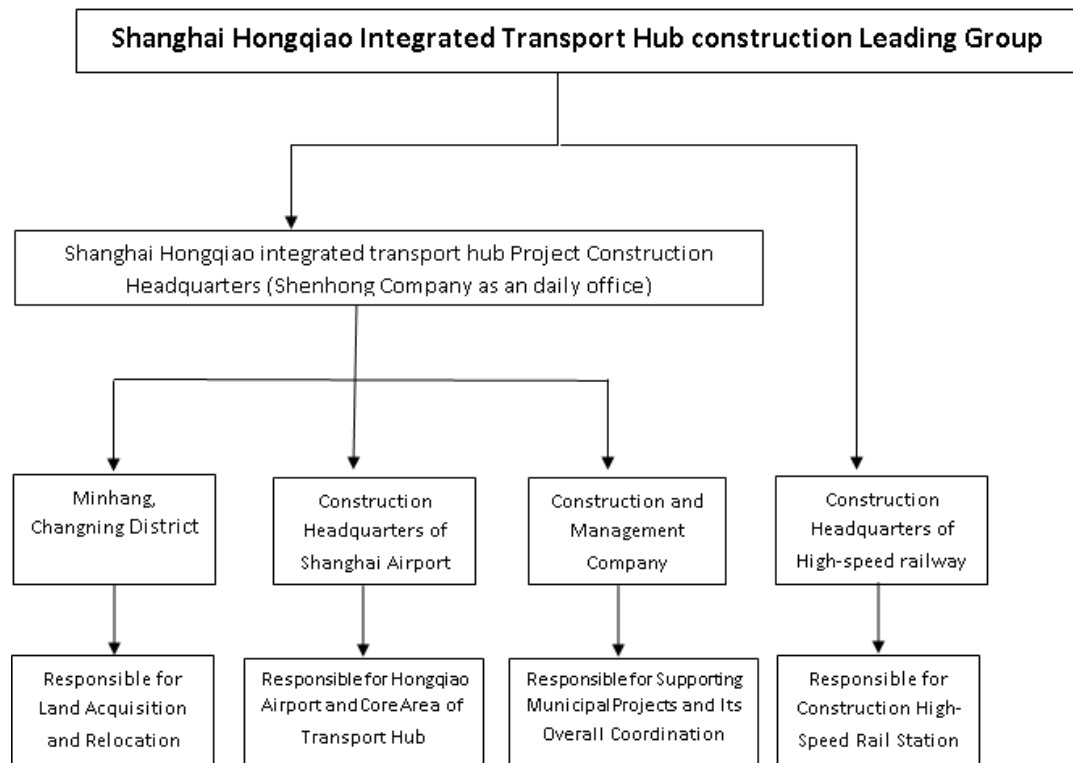 Shanghai Hongqiao Integrated Transport Hub construction Leading Group
Shanghai Hongqiao integrated transport hub Project Construction
Headquarters (Shenhong Company as an daily office)
Minhang,
Changning District
Construction
Headquarters of
Shanghai Airport
Construction and
Management
Company
Construction
Headquarters of
High-speed railway
Responsible for
Land Acquisition
and Relocation
Responsible for Hongqiao
Airport and Core Area of
Transport Hub
Responsible for Supporting
Municipal Projects and Its
Overall Coordination
Responsible for
Construction High-
Speed Rail Station